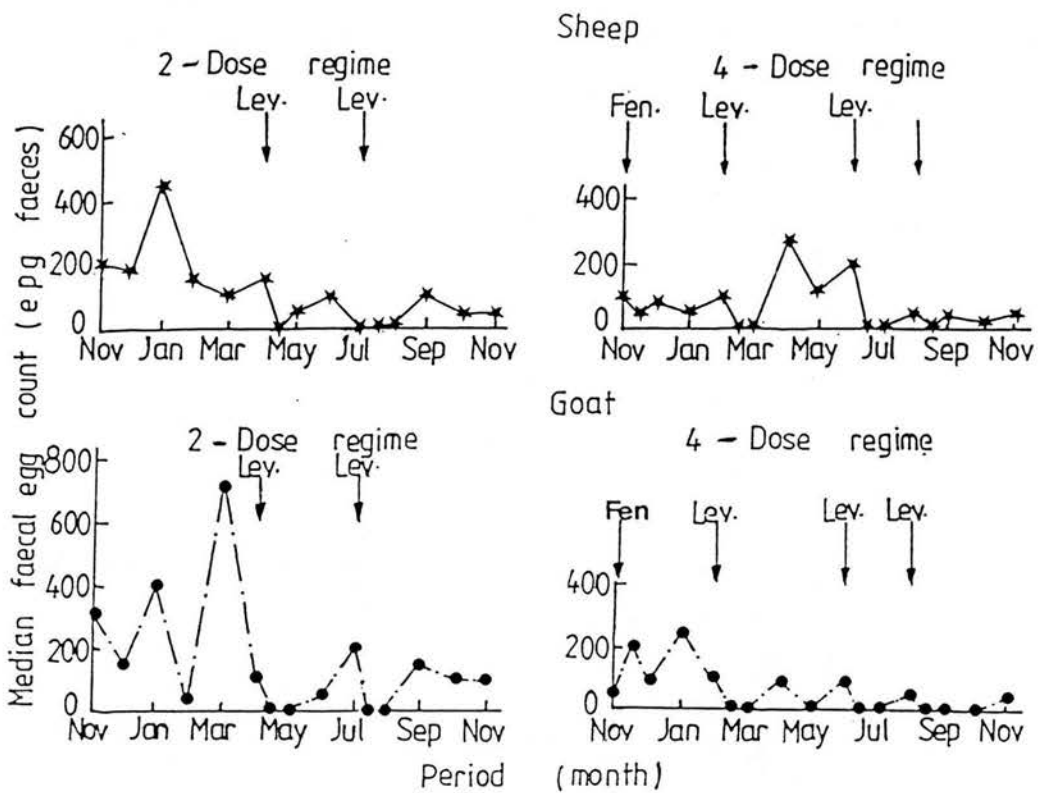 Sheep
2 - Dose regime
Lev. Lev.
4 - Dose regime
Fen. Lev. Lev.
600
400
200
0
Nov Jan Mar May Jul Sep Nov
400
200
0
Nov Jan Mar May Jul Sep Nov
Goat
2 - Dose regime
Lev. Lev.
4 - Dose regime
Fen Lev. Lev. Lev.
800
600
400
200
0
Nov Jan Mar May Jul Sep Nov
400
200
0
Nov Jan Mar May Jul Sep Nov
Median faecal egg count (epg faeces)
Period (month)